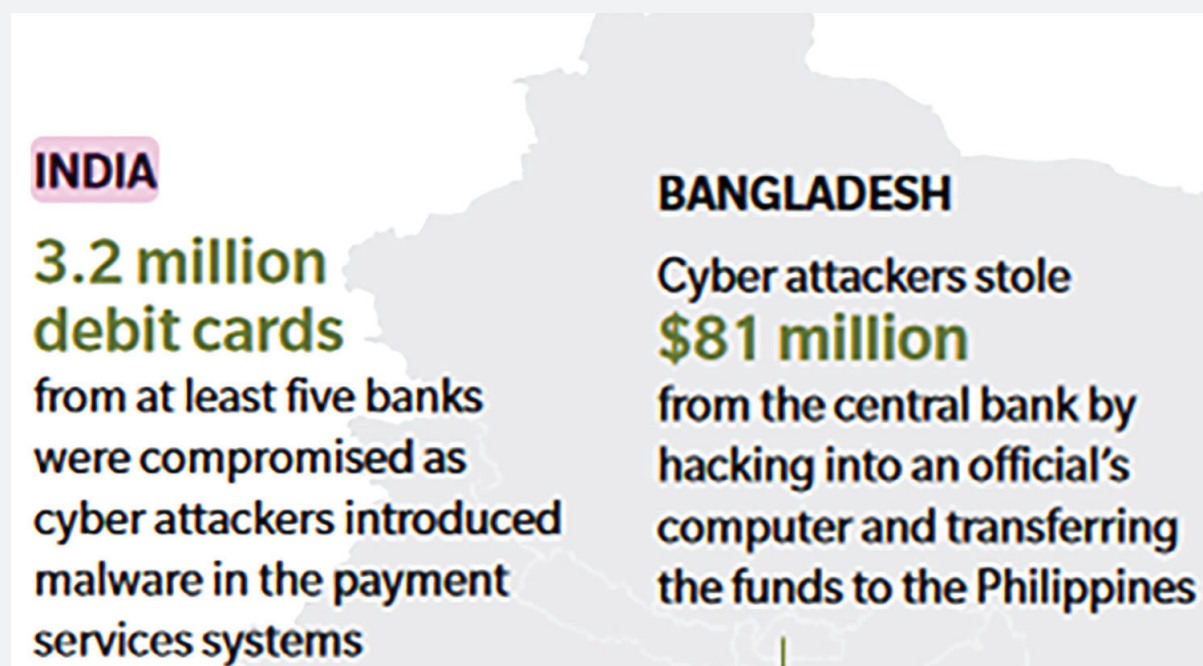 INDIA
3.2 million
debit cards
from at least five banks
were compromised as
cyber attackers introduced
malware in the payment
services systems
BANGLADESH
Cyber attackers stole
$81 million
from the central bank by
hacking into an official's
computer and transferring
the funds to the Philippines